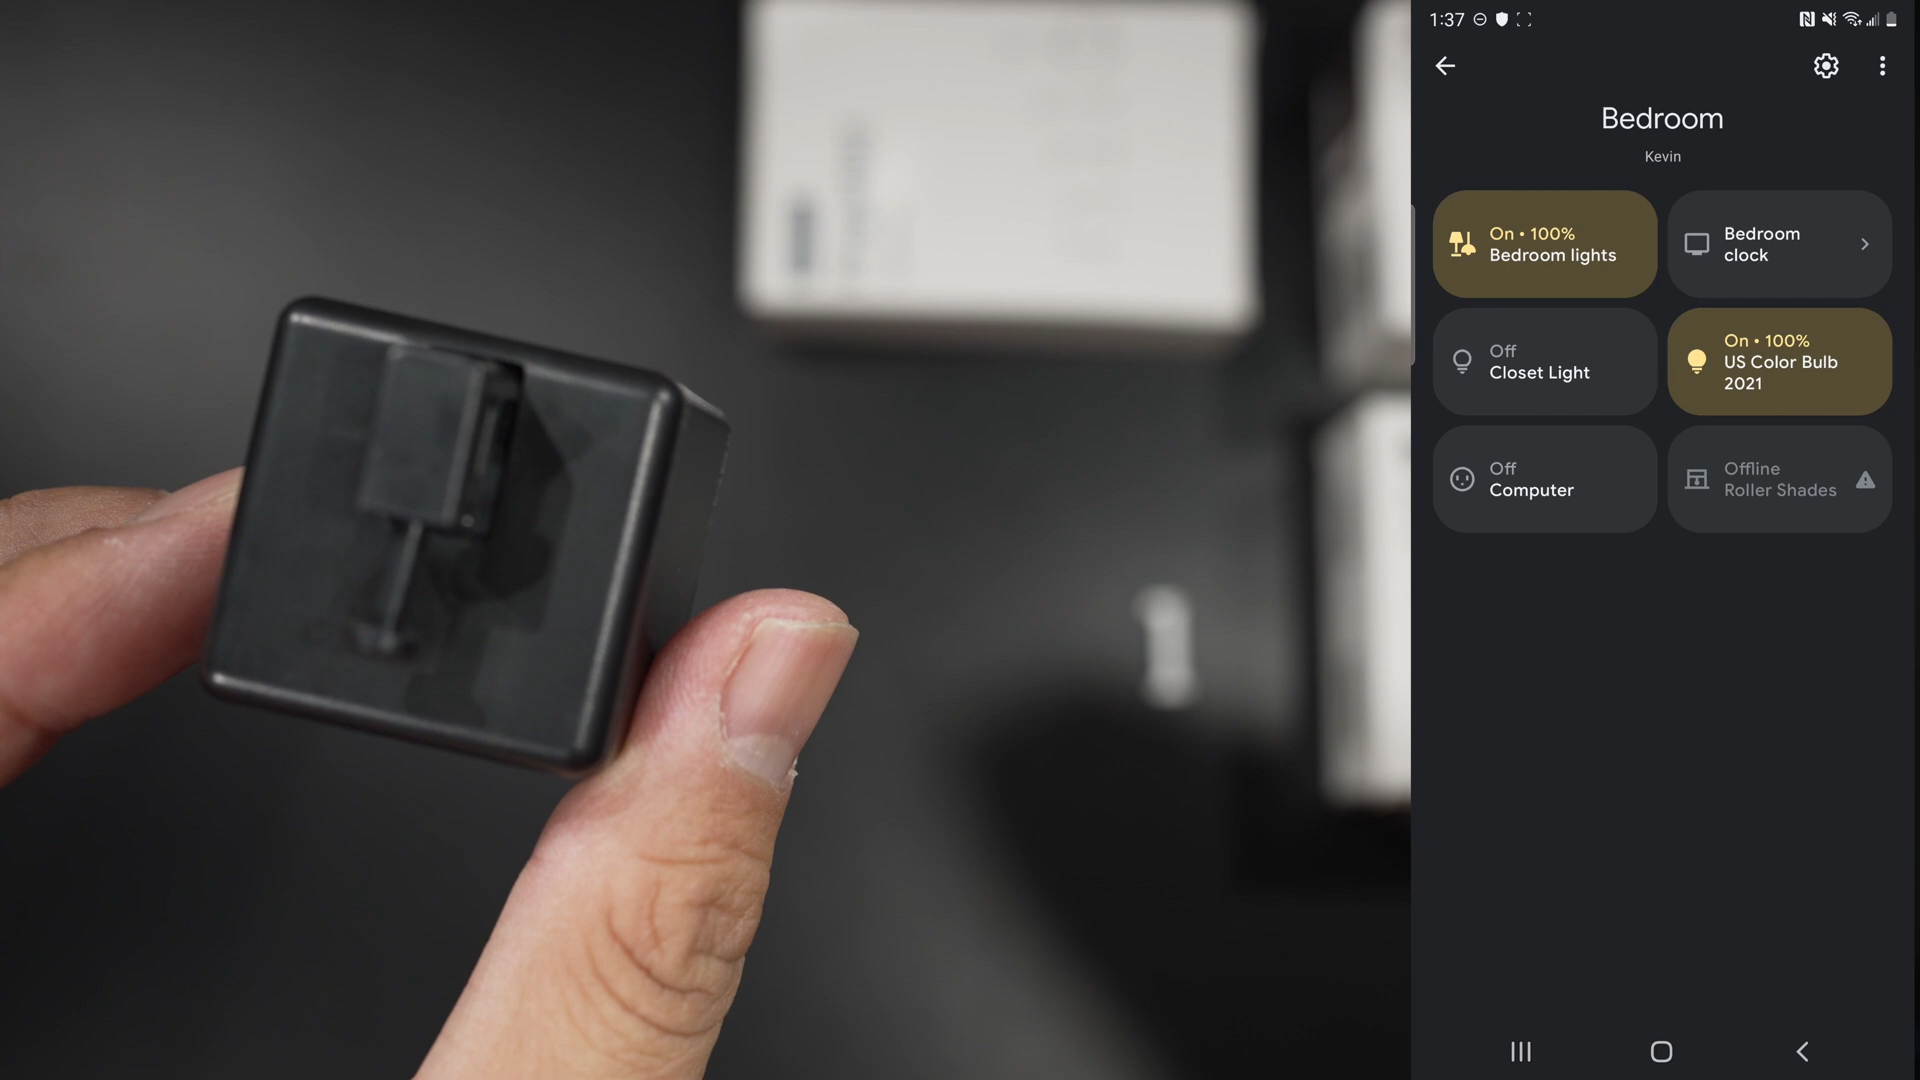 1:37
Bedroom
Kevin
On • 100%
Bedroom lights
Bedroom
clock
Off
Closet Light
On • 100%
US Color Bulb
2021
Off
Computer
Offline
Roller Shades